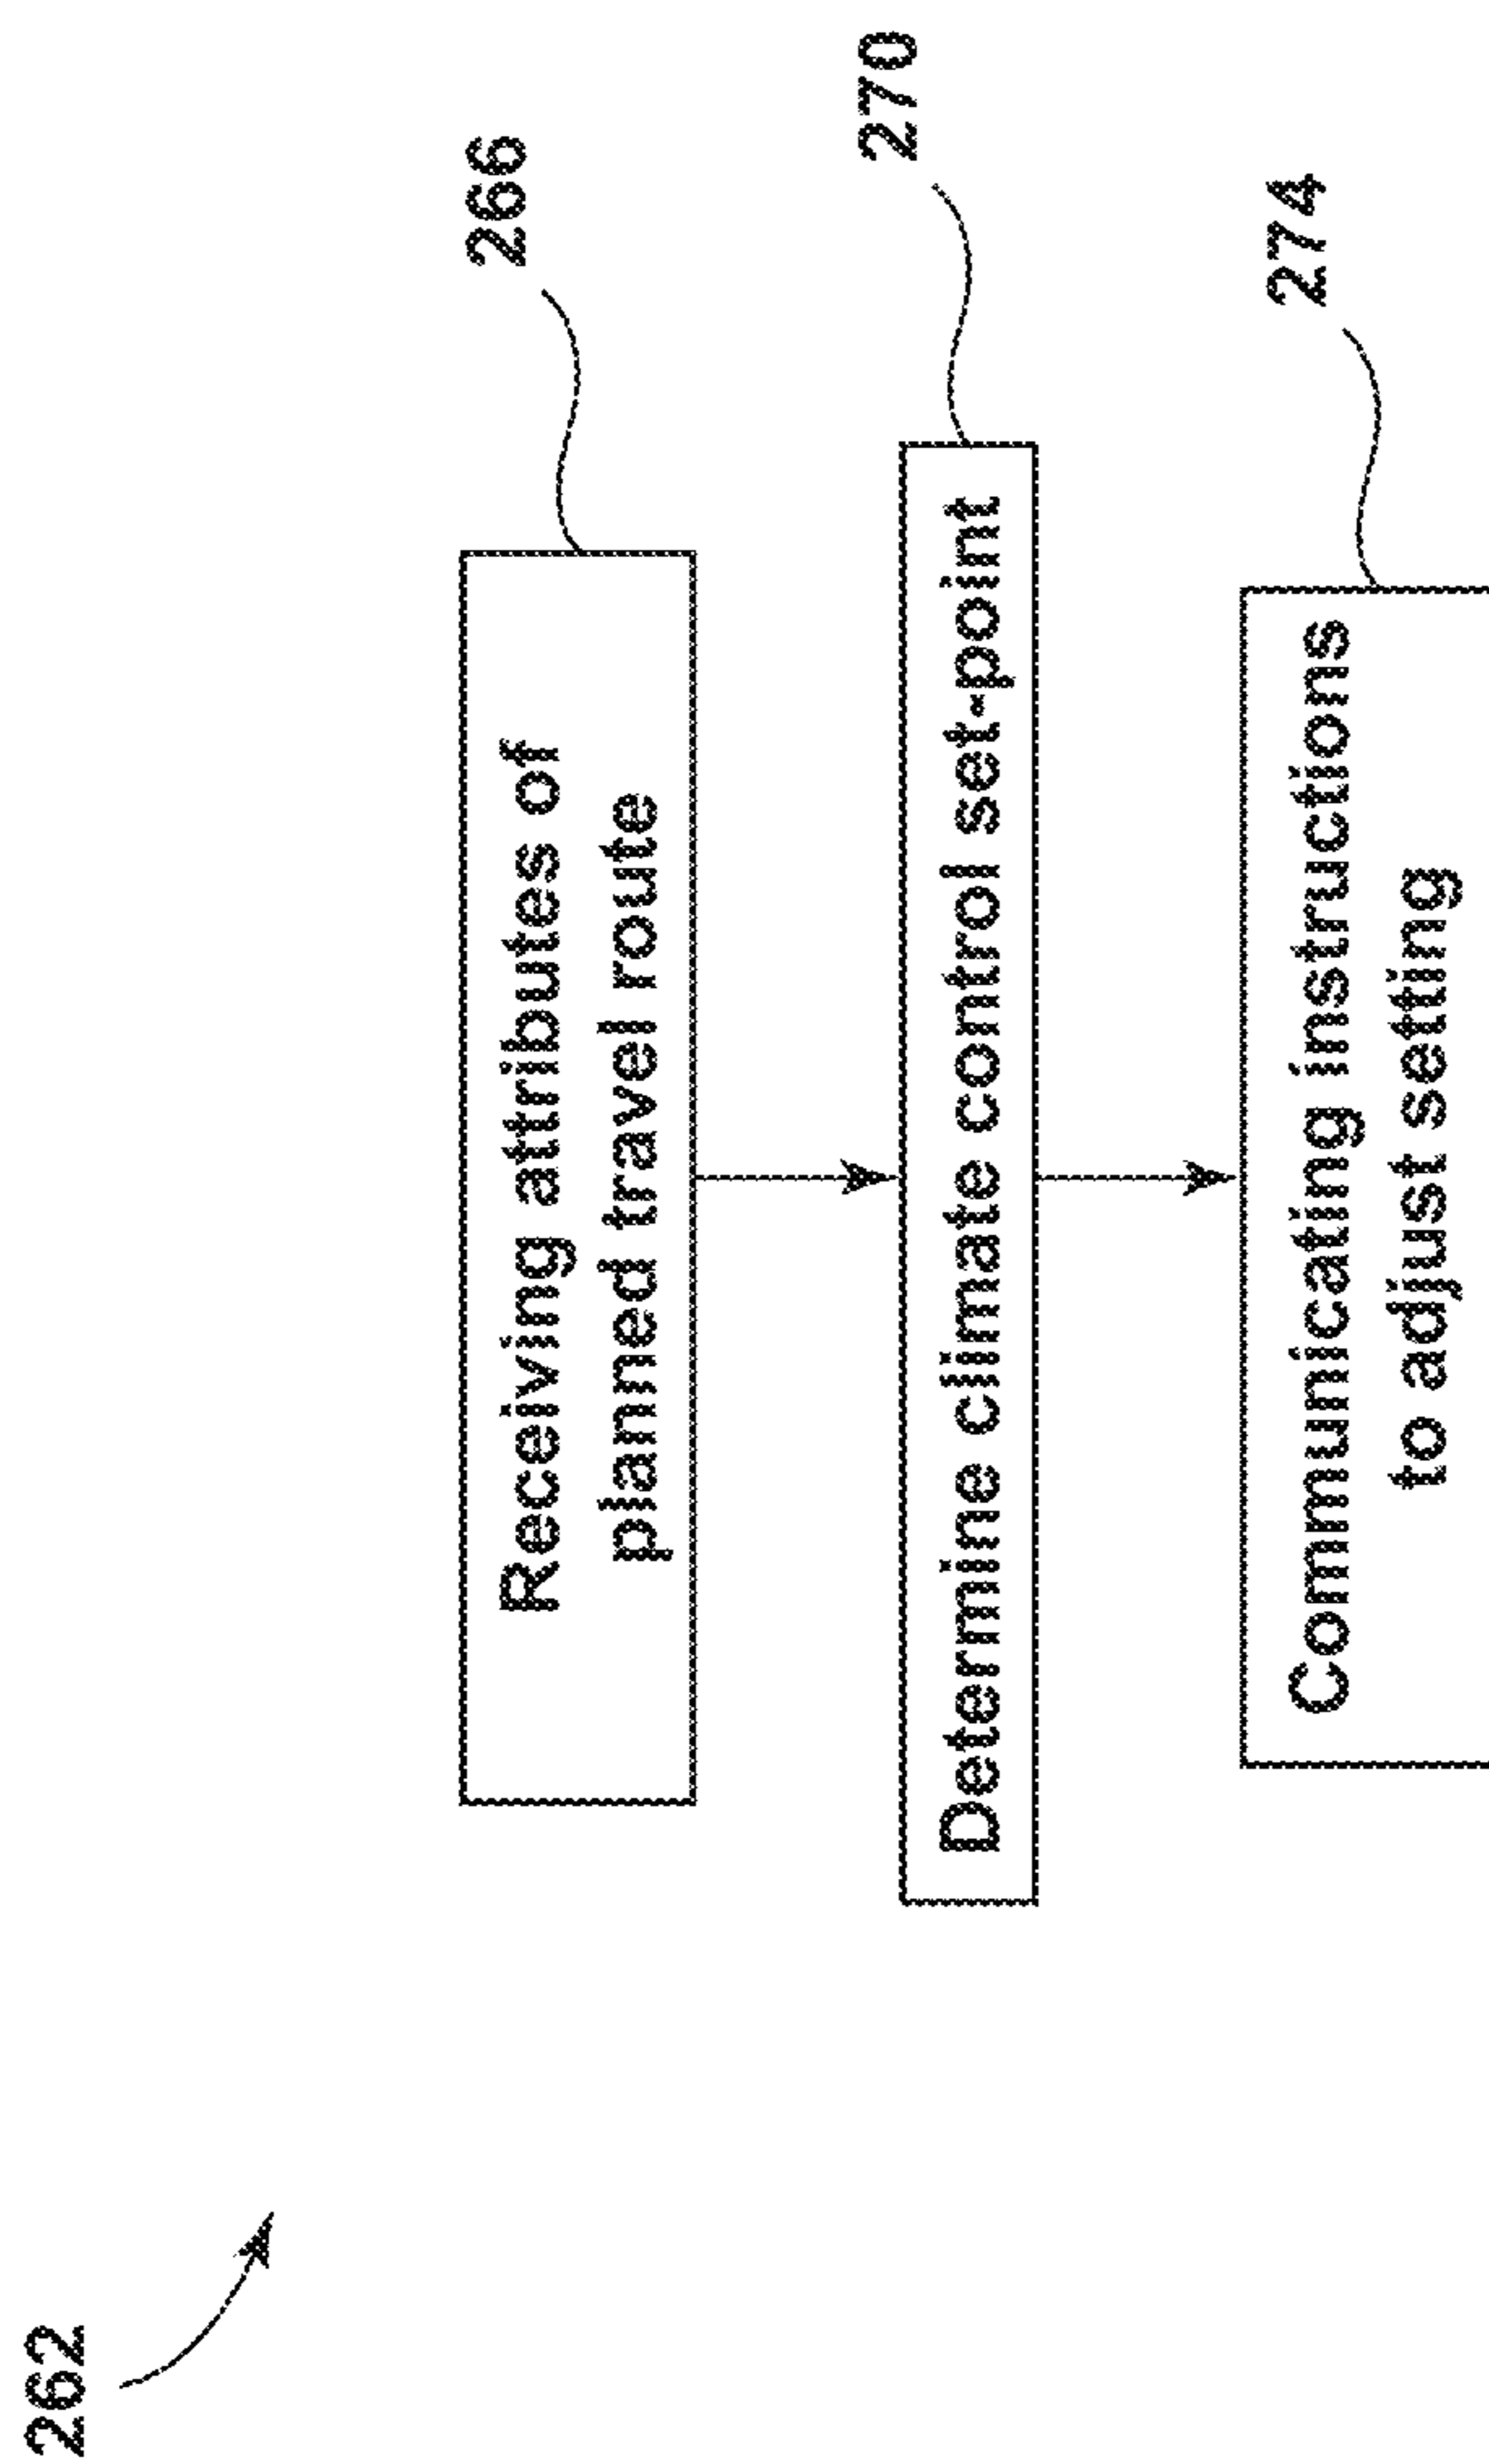 262
266
Receiving attributes of
planned travel route
270
Determine climate control set-point
274
Communicating instructions
to adjust setting